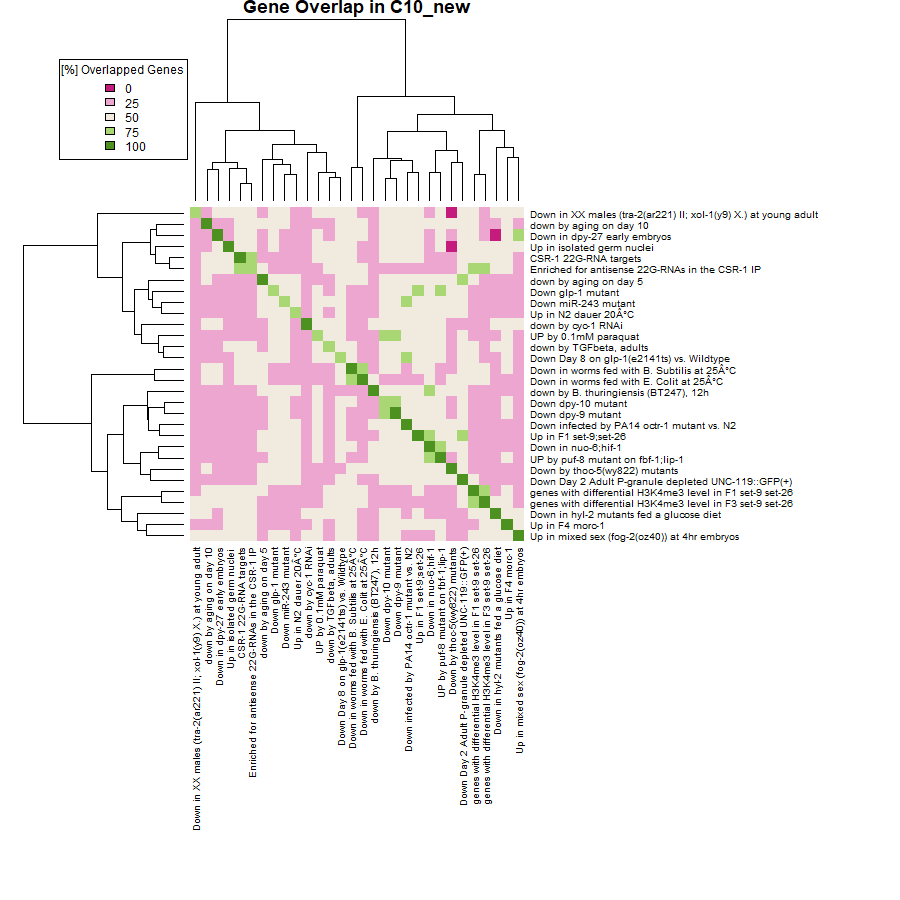 Gene Overlap in C10_new
[%] Overlapped Genes
0
25
50
75
100
Down in XX males (tra-2(ar221) II; xol-1(y9) X.) at young adult
down by aging on day 10
Down in dpy-27 early embryos
Up in isolated germ nuclei
CSR-1 22G-RNA targets
Enriched for antisense 22G-RNAs in the CSR-1 IP
down by aging on day 5
Down glp-1 mutant
Down miR-243 mutant
Up in N2 dauer 20Â°C
down by cyc-1 RNAi
UP by 0.1mM paraquat
down by TGFbeta, adults
Down Day 8 on glp-1(e2141ts) vs. Wildtype
Down in worms fed with B. Subtilis at 25Â°C
Down in worms fed with E. Colit at 25Â°C
down by B. thuringiensis (BT247), 12h
Down dpy-10 mutant
Down dpy-9 mutant
Down infected by PA14 octr-1 mutant vs. N2
Up in F1 set-9;set-26
Down in nuo-6;hif-1
UP by puf-8 mutant on fbf-1;lip-1
Down by thoc-5(wy822) mutants
Down Day 2 Adult P-granule depleted UNC-119::GFP(+)
genes with differential H3K4me3 level in F1 set-9 set-26
genes with differential H3K4me3 level in F3 set-9 set-26
Down in hyl-2 mutants fed a glucose diet
Up in F4 morc-1
Up in mixed sex (fog-2(oz40)) at 4hr embryos
Down in XX males (tra-2(ar221) II; xol-1(y9) X.) at young adult
down by aging on day 10
Down in dpy-27 early embryos
Up in isolated germ nuclei
CSR-1 22G-RNA targets
Enriched for antisense 22G-RNAs in the CSR-1 IP
down by aging on day 5
Down glp-1 mutant
Down miR-243 mutant
Up in N2 dauer 20Â°C
down by cyc-1 RNAi
UP by 0.1mM paraquat
down by TGFbeta, adults
Down Day 8 on glp-1(e2141ts) vs. Wildtype
Down in worms fed with B. Subtilis at 25Â°C
Down in worms fed with E. Colit at 25Â°C
down by B. thuringiensis (BT247), 12h
Down dpy-10 mutant
Down dpy-9 mutant
Down infected by PA14 octr-1 mutant vs. N2
Up in F1 set-9;set-26
Down in nuo-6;hif-1
UP by puf-8 mutant on fbf-1;lip-1
Down by thoc-5(wy822) mutants
Down Day 2 Adult P-granule depleted UNC-119::GFP(+)
genes with differential H3K4me3 level in F1 set-9 set-26
genes with differential H3K4me3 level in F3 set-9 set-26
Down in hyl-2 mutants fed a glucose diet
Up in F4 morc-1
Up in mixed sex (fog-2(oz40)) at 4hr embryos